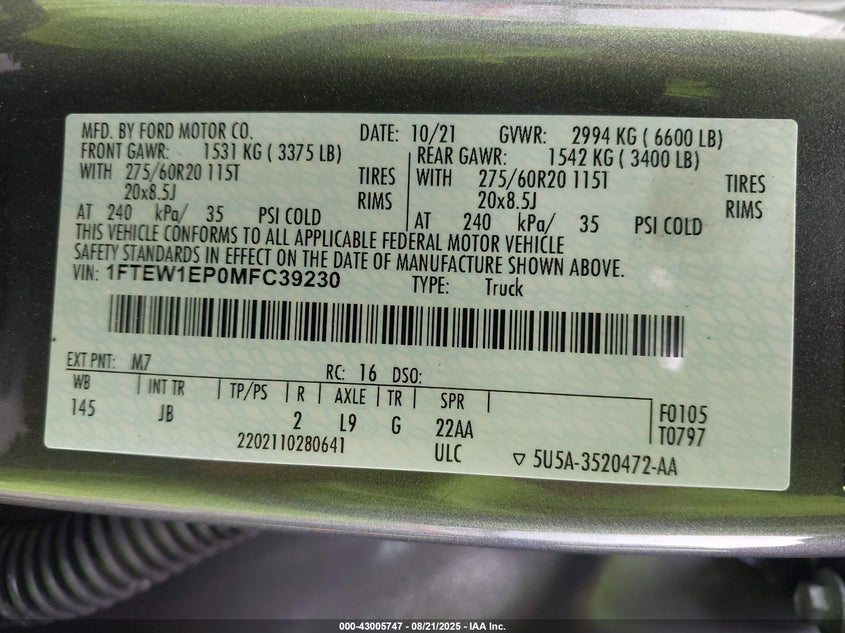 MFD. BY FORD MOTOR CO. DATE: 10/21 GVWR: 2994 KG ( 6600 LB)
FRONT GAWR: 1531 KG ( 3375 LB) REAR GAWR: 1542 KG ( 3400 LB)
WITH 275/60R20 115T TIRES WITH 275/60R20 115T TIRES
20x8.5J RIMS 20x8.5J RIMS
AT 240 kPa/ 35 PSI COLD AT 240 kPa/ 35 PSI COLD
THIS VEHICLE CONFORMS TO ALL APPLICABLE FEDERAL MOTOR VEHICLE
SAFETY STANDARDS IN EFFECT ON THE DATE OF MANUFACTURE SHOWN ABOVE.
VIN: 1FTEW1EP0MFC39230 TYPE: Truck
EXT PNT: M7 RC: 16 DSO:
WB INT TR TP/PS R AXLE TR SPR
145 JB 2 L9 G 22AA F0105
T0797
2202110280641 ULC ▽ 5U5A-3520472-AA
000-43005747 - 08/21/2025 - IAA Inc.